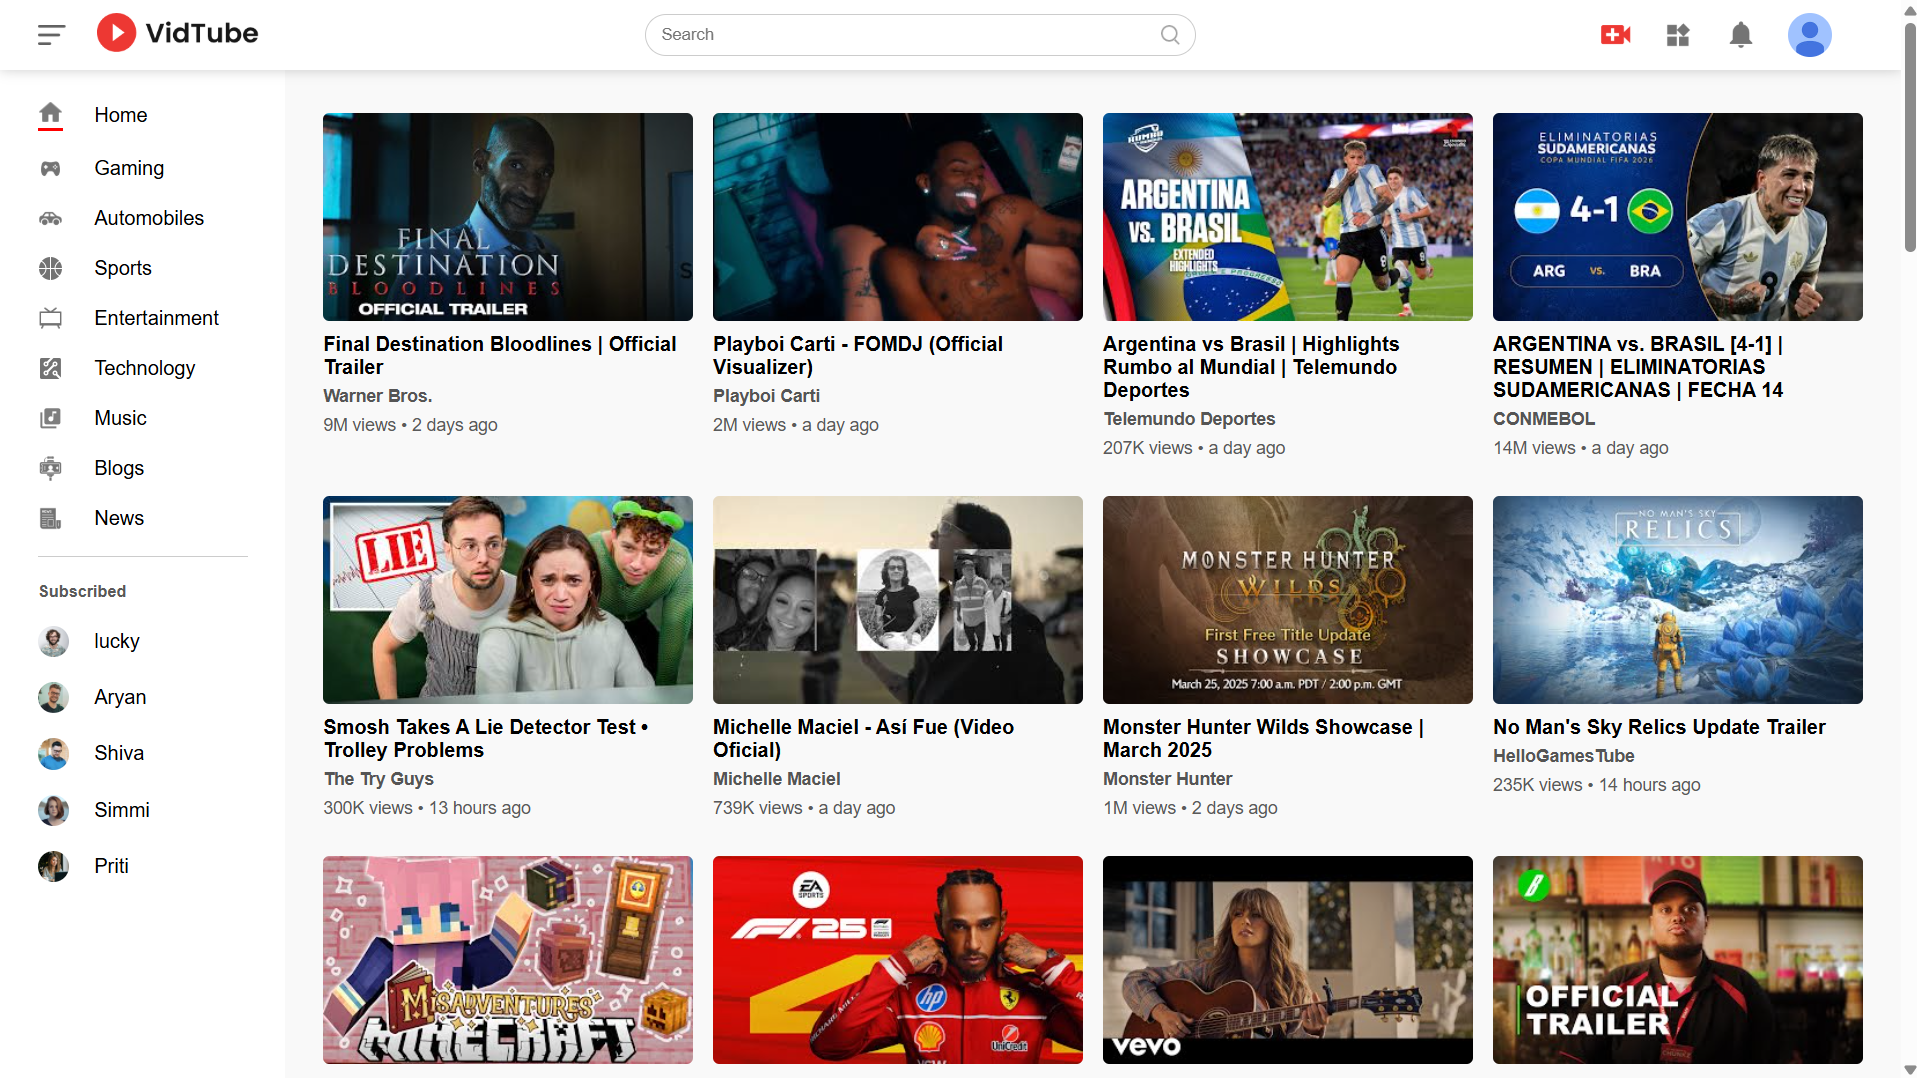 VidTube
Search
Home
Gaming
Automobiles
Sports
Entertainment
Technology
Music
Blogs
News
Subscribed
lucky
Aryan
Shiva
Simmi
Priti
FINAL
DESTINATION
BLOODLINES
OFFICIAL TRAILER
Final Destination Bloodlines | Official
Trailer
Warner Bros.
9M views • 2 days ago
Playboi Carti - FOMDJ (Official
Visualizer)
Playboi Carti
2M views • a day ago
RUMBO
ARGENTINA
VS. BRASIL
EXTENDED
HIGHLIGHTS
Argentina vs Brasil | Highlights
Rumbo al Mundial | Telemundo
Deportes
Telemundo Deportes
207K views • a day ago
ELIMINATORIAS
SUDAMERICANAS
COPA MUNDIAL FIFA 2026
4-1
ARG VS. BRA
ARGENTINA vs. BRASIL [4-1] |
RESUMEN | ELIMINATORIAS
SUDAMERICANAS | FECHA 14
CONMEBOL
14M views • a day ago
LIE
Smosh Takes A Lie Detector Test •
Trolley Problems
The Try Guys
300K views • 13 hours ago
Michelle Maciel - Así Fue (Video
Oficial)
Michelle Maciel
739K views • a day ago
MONSTER HUNTER
WILDS
First Free Title Update
SHOWCASE
March 25, 2025 7:00 a.m. PDT / 2:00 p.m. GMT
Monster Hunter Wilds Showcase |
March 2025
Monster Hunter
1M views • 2 days ago
NO MAN'S SKY
RELICS
No Man's Sky Relics Update Trailer
HelloGamesTube
235K views • 14 hours ago
MISADVENTURES
MINECRAFT
EA
SPORTS
F1 25
hp
UniCredit
vevo
OFFICIAL
TRAILER